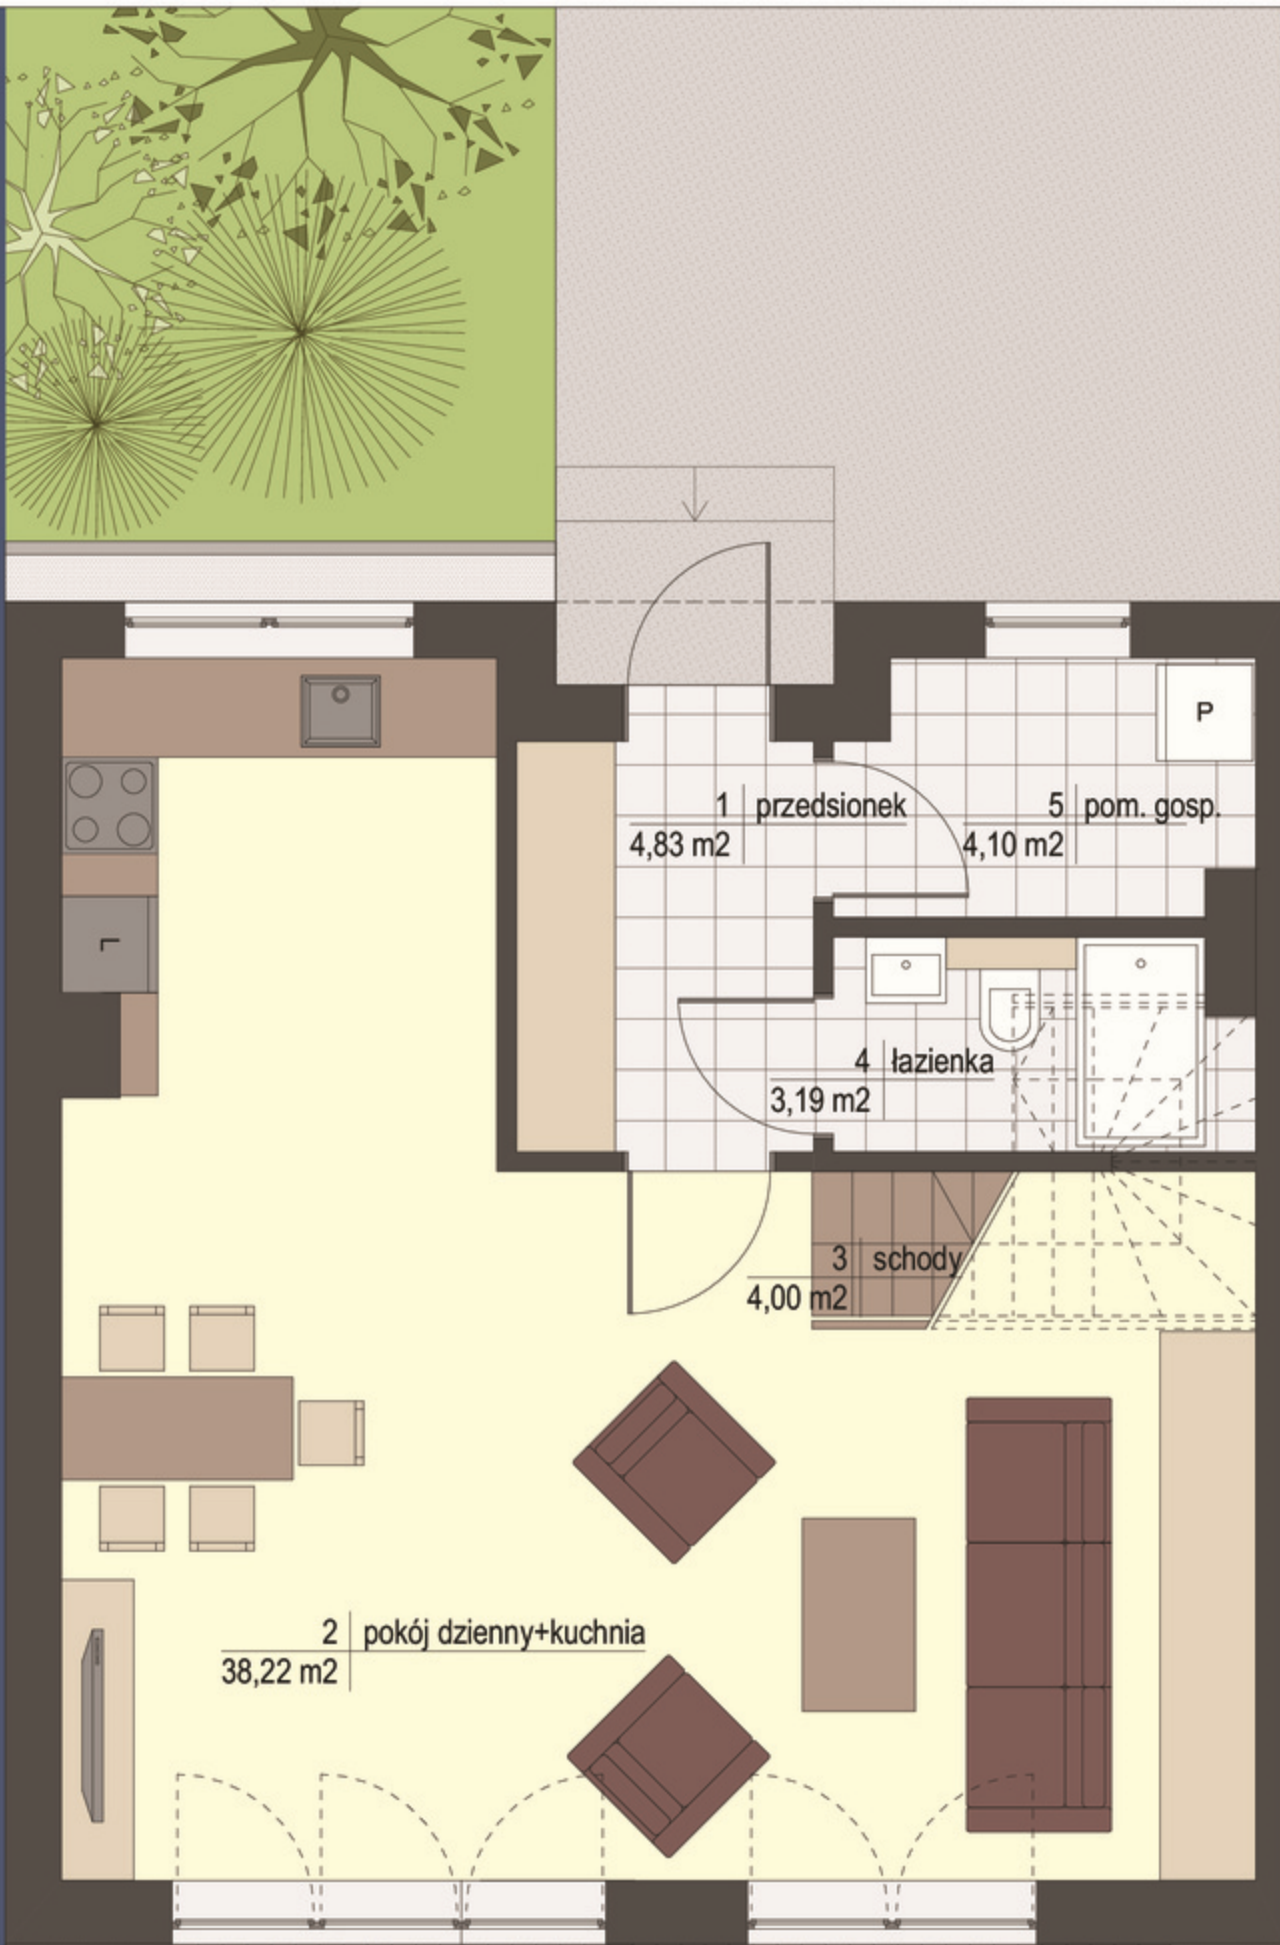 P
1 przedsionek
4,83 m2
5 pom. gosp.
4,10 m2
L
4 łazienka
3,19 m2
3 schody
4,00 m2
2 pokój dzienny+kuchnia
38,22 m2